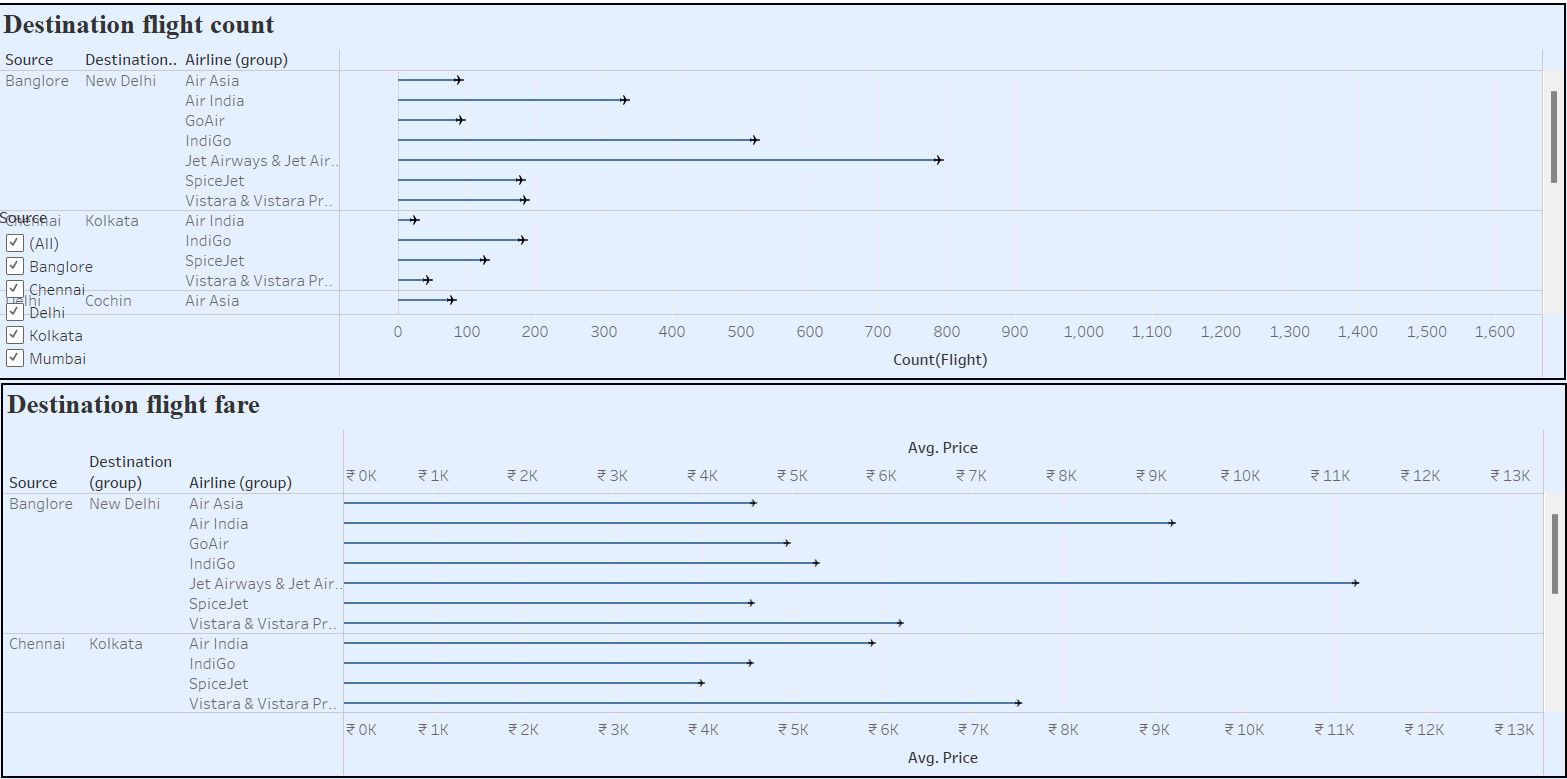 Destination flight count
Source Destination.. Airline (group)
Banglore New Delhi Air Asia
Air India
GoAir
IndiGo
Jet Airways & Jet Air..
SpiceJet
Vistara & Vistara Pr..
Chennai Kolkata Air India
IndiGo
SpiceJet
Vistara & Vistara Pr..
Delhi Cochin Air Asia
Source
(All)
Banglore
Chennai
Delhi
Kolkata
Mumbai
0 100 200 300 400 500 600 700 800 900 1,000 1,100 1,200 1,300 1,400 1,500 1,600
Count(Flight)
Destination flight fare
Avg. Price
Source Destination (group) Airline (group)
₹ 0K ₹ 1K ₹ 2K ₹ 3K ₹ 4K ₹ 5K ₹ 6K ₹ 7K ₹ 8K ₹ 9K ₹ 10K ₹ 11K ₹ 12K ₹ 13K
Banglore New Delhi Air Asia
Air India
GoAir
IndiGo
Jet Airways & Jet Air..
SpiceJet
Vistara & Vistara Pr..
Chennai Kolkata Air India
IndiGo
SpiceJet
Vistara & Vistara Pr..
₹ 0K ₹ 1K ₹ 2K ₹ 3K ₹ 4K ₹ 5K ₹ 6K ₹ 7K ₹ 8K ₹ 9K ₹ 10K ₹ 11K ₹ 12K ₹ 13K
Avg. Price